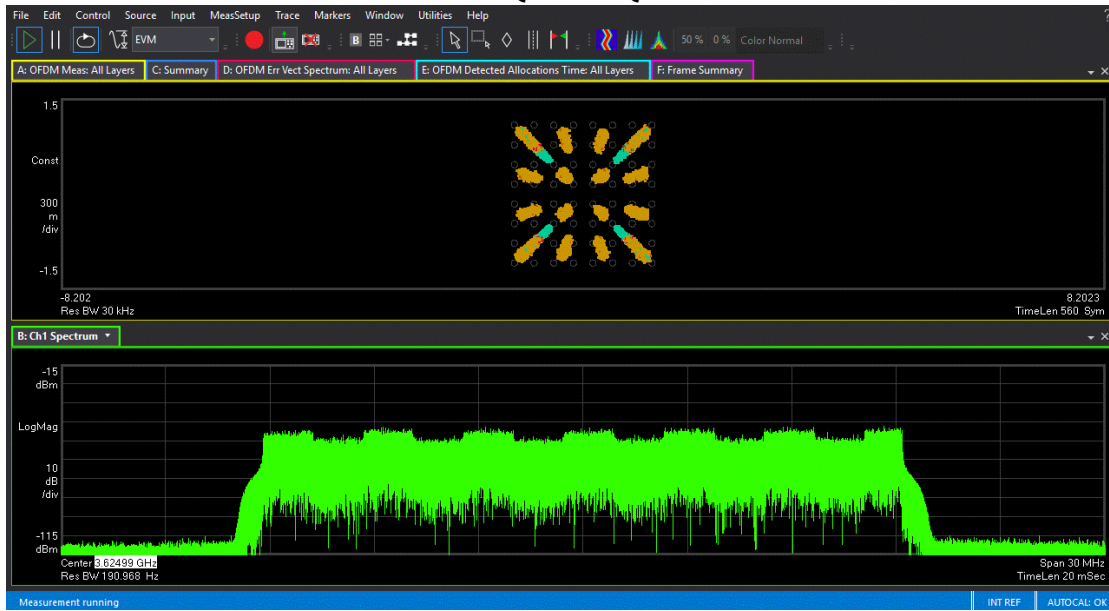 File Edit Control Source Input MeasSetup Trace Markers Window Utilities Help
EVM B 50 % 0 % Color Normal
A: OFDM Meas: All Layers C: Summary D: OFDM Err Vect Spectrum: All Layers E: OFDM Detected Allocations Time: All Layers F: Frame Summary
1.5
Const
300
m
/div
-1.5
-8.202 8.2023
Res BW 30 kHz TimeLen 560 Sym
B: Ch1 Spectrum
-15
dBm
LogMag
10
dB
/div
-115
dBm
Center 3.62499 GHz Span 30 MHz
Res BW 190.968 Hz TimeLen 20 mSec
Measurement running INT REF AUTOCAL: OK